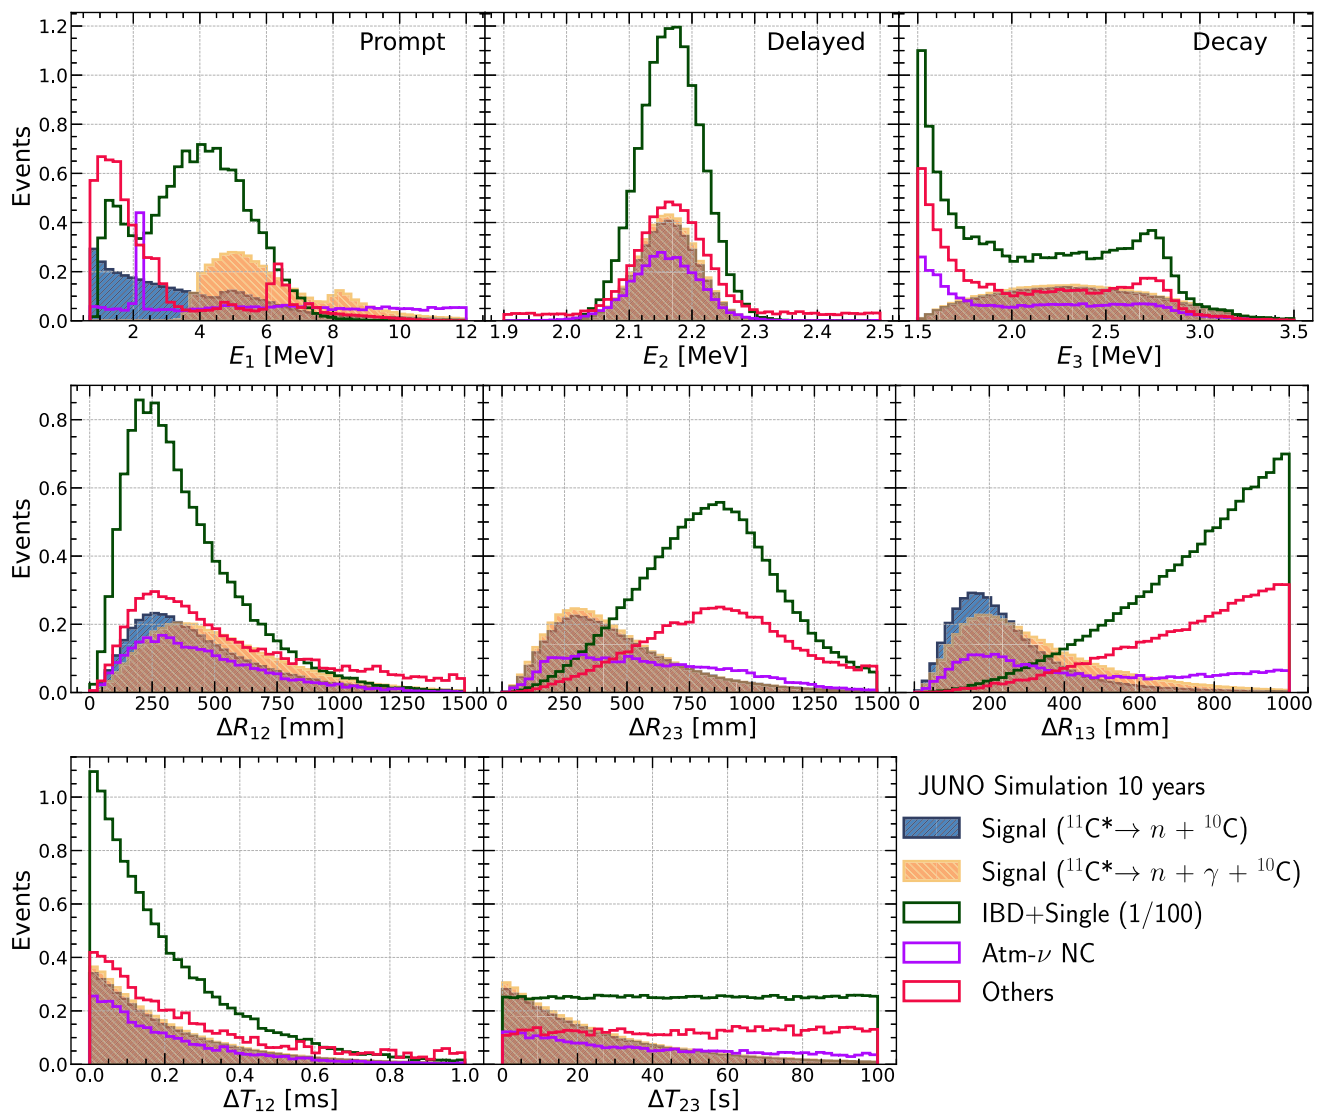 Prompt
Delayed
Decay
Events
0.0 0.2 0.4 0.6 0.8 1.0 1.2
2 4 6 8 10 12
E₁ [MeV]
1.9 2.0 2.1 2.2 2.3 2.4 2.5
E₂ [MeV]
1.5 2.0 2.5 3.0 3.5
E₃ [MeV]
Events
0.0 0.2 0.4 0.6 0.8
0 250 500 750 1000 1250 1500
ΔR₁₂ [mm]
0 250 500 750 1000 1250 1500
ΔR₂₃ [mm]
0 200 400 600 800 1000
ΔR₁₃ [mm]
Events
0.0 0.2 0.4 0.6 0.8 1.0
0.0 0.2 0.4 0.6 0.8 1.0
ΔT₁₂ [ms]
0 20 40 60 80 100
ΔT₂₃ [s]
JUNO Simulation 10 years
Signal (¹¹C*→ n + ¹⁰C)
Signal (¹¹C*→ n + γ + ¹⁰C)
IBD+Single (1/100)
Atm-ν NC
Others